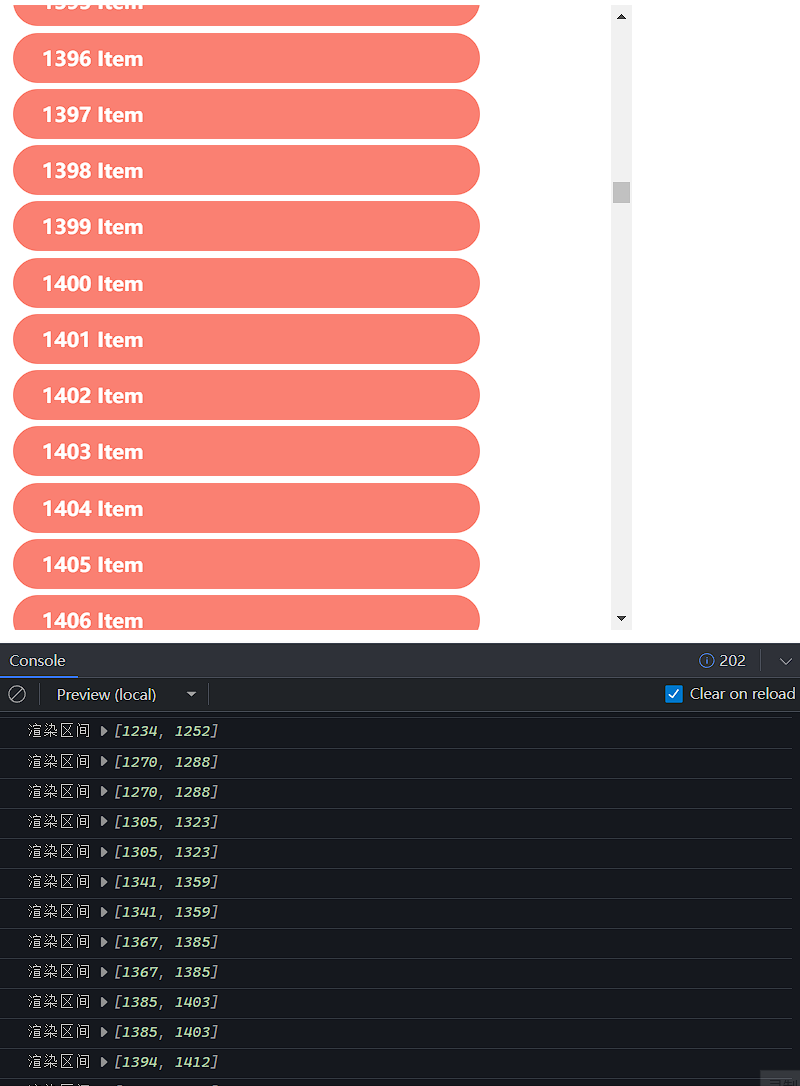 1395 Item
1396 Item
1397 Item
1398 Item
1399 Item
1400 Item
1401 Item
1402 Item
1403 Item
1404 Item
1405 Item
1406 Item
Console
202
Preview (local)
Clear on reload
渲染区间 [1234, 1252]
渲染区间 [1270, 1288]
渲染区间 [1270, 1288]
渲染区间 [1305, 1323]
渲染区间 [1305, 1323]
渲染区间 [1341, 1359]
渲染区间 [1341, 1359]
渲染区间 [1367, 1385]
渲染区间 [1367, 1385]
渲染区间 [1385, 1403]
渲染区间 [1385, 1403]
渲染区间 [1394, 1412]